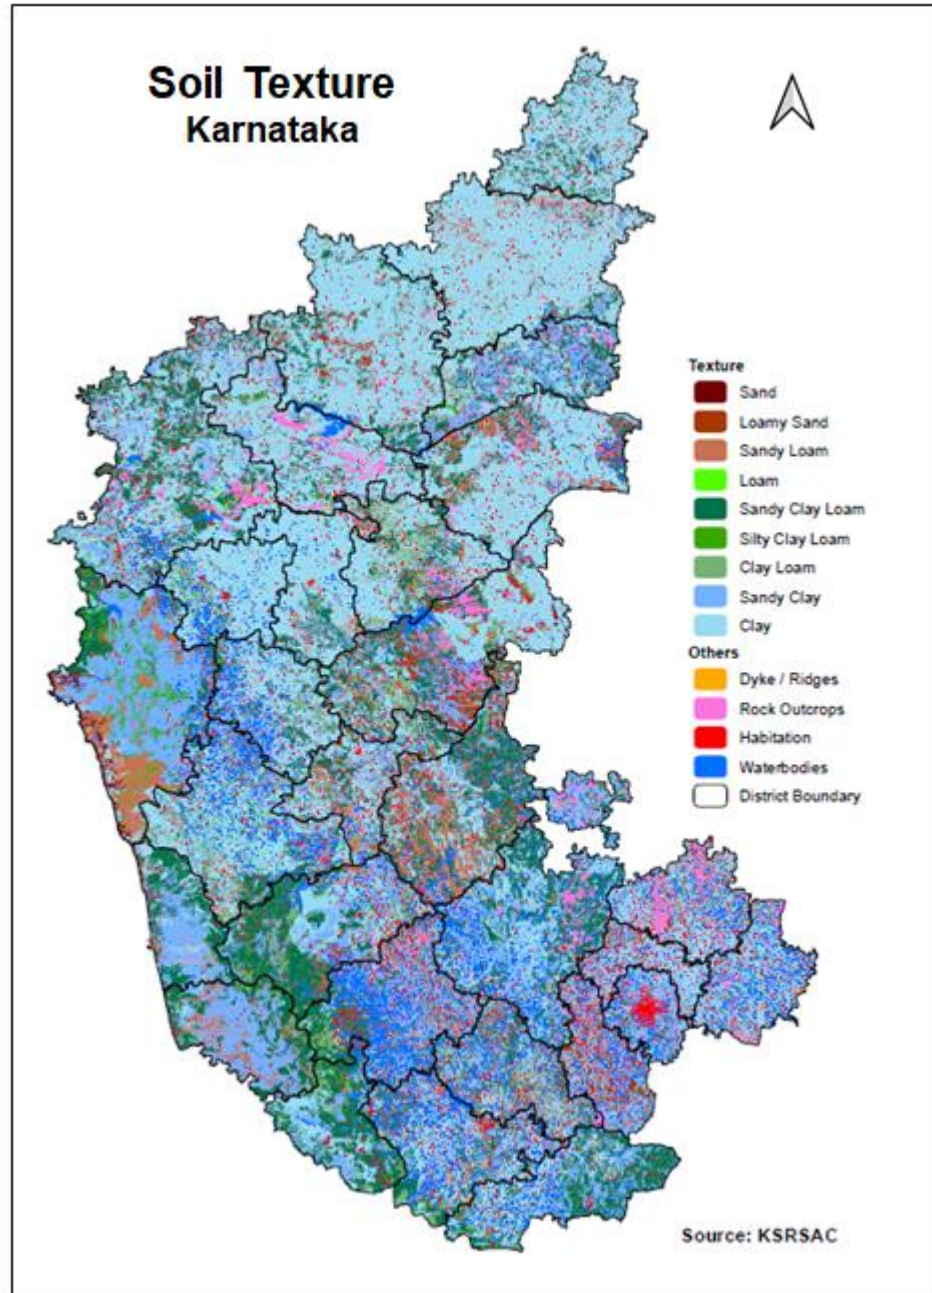 Soil Texture
Karnataka
Texture
Sand
Loamy Sand
Sandy Loam
Loam
Sandy Clay Loam
Silty Clay Loam
Clay Loam
Sandy Clay
Clay
Others
Dyke / Ridges
Rock Outcrops
Habitation
Waterbodies
District Boundary
Source: KSRSAC